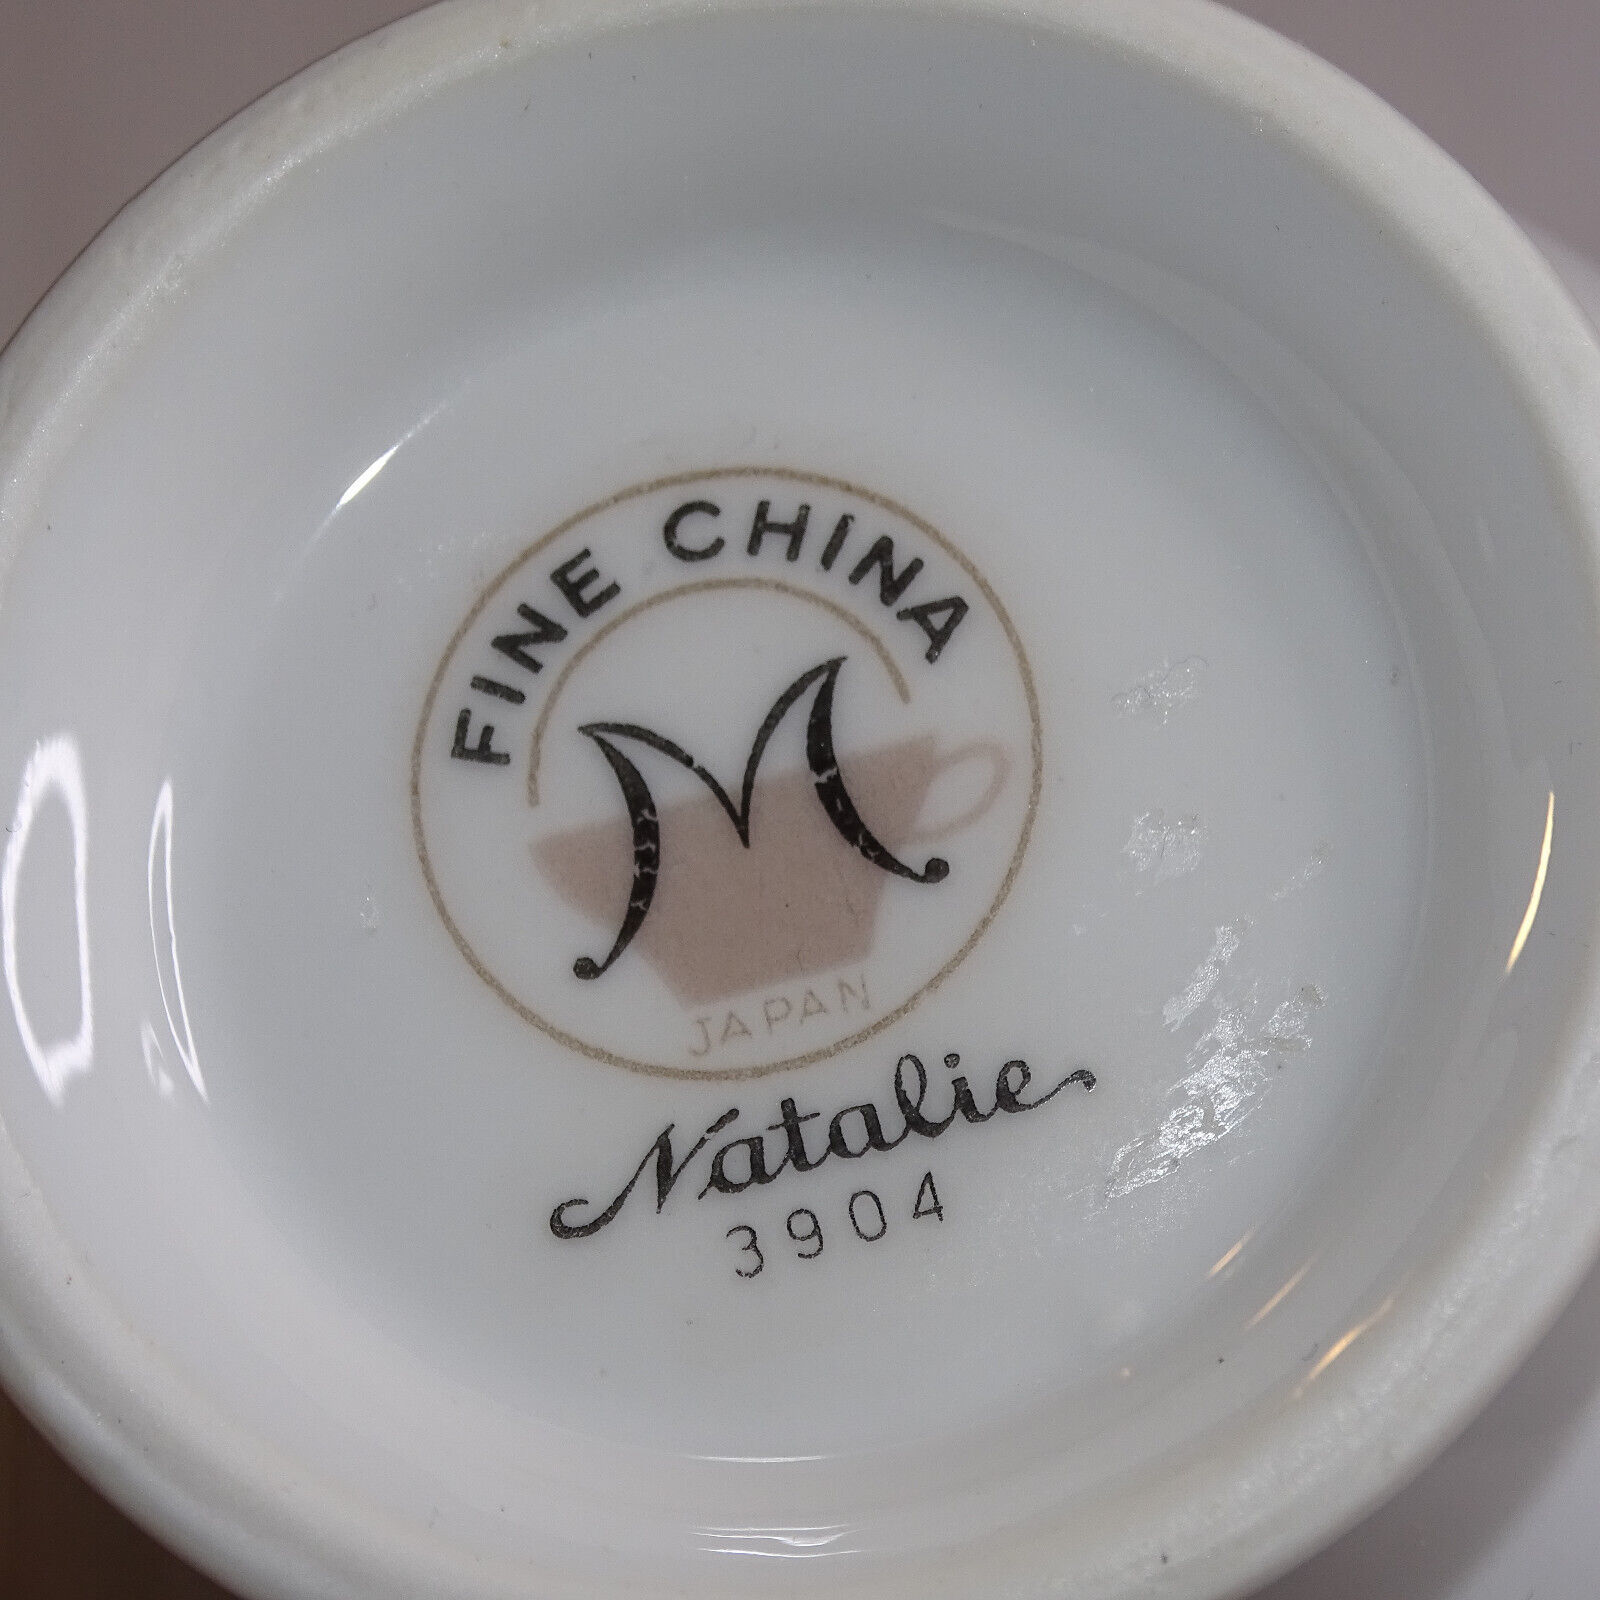 FINE CHINA
M
JAPAN
Natalie
3904